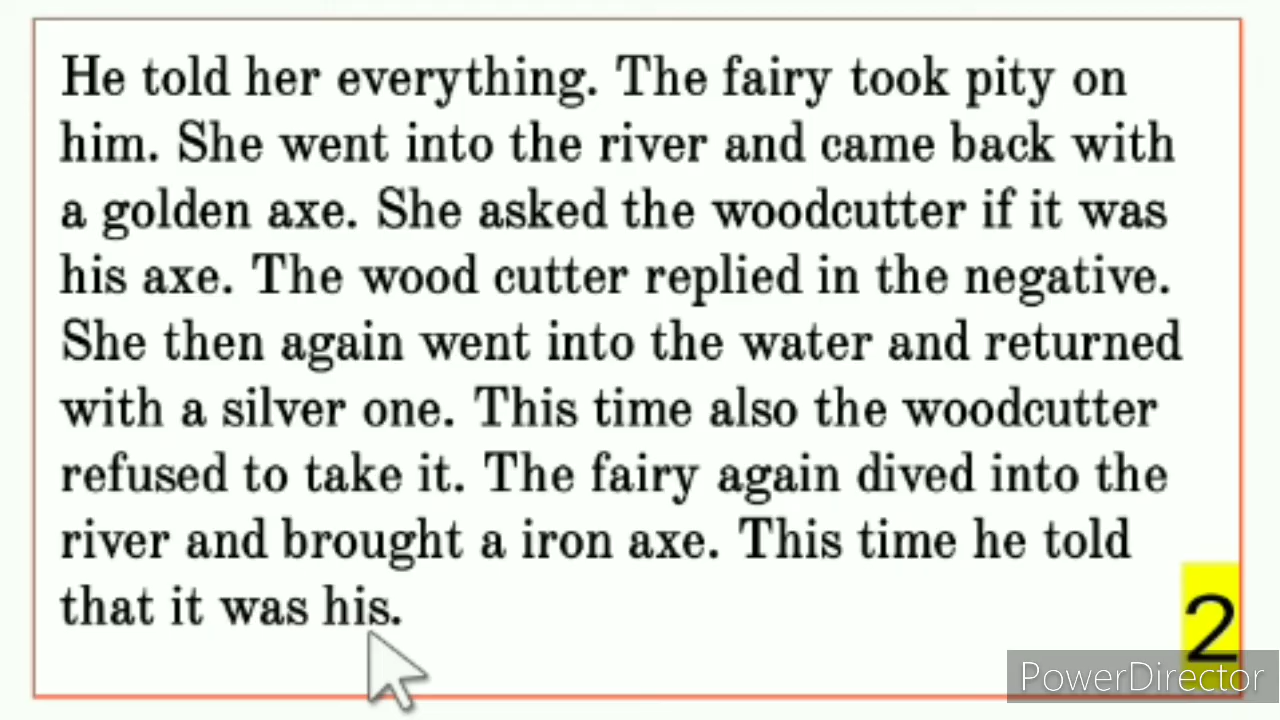 He told her everything. The fairy took pity on
him. She went into the river and came back with
a golden axe. She asked the woodcutter if it was
his axe. The wood cutter replied in the negative.
She then again went into the water and returned
with a silver one. This time also the woodcutter
refused to take it. The fairy again dived into the
river and brought a iron axe. This time he told
that it was his.
2
PowerDirector